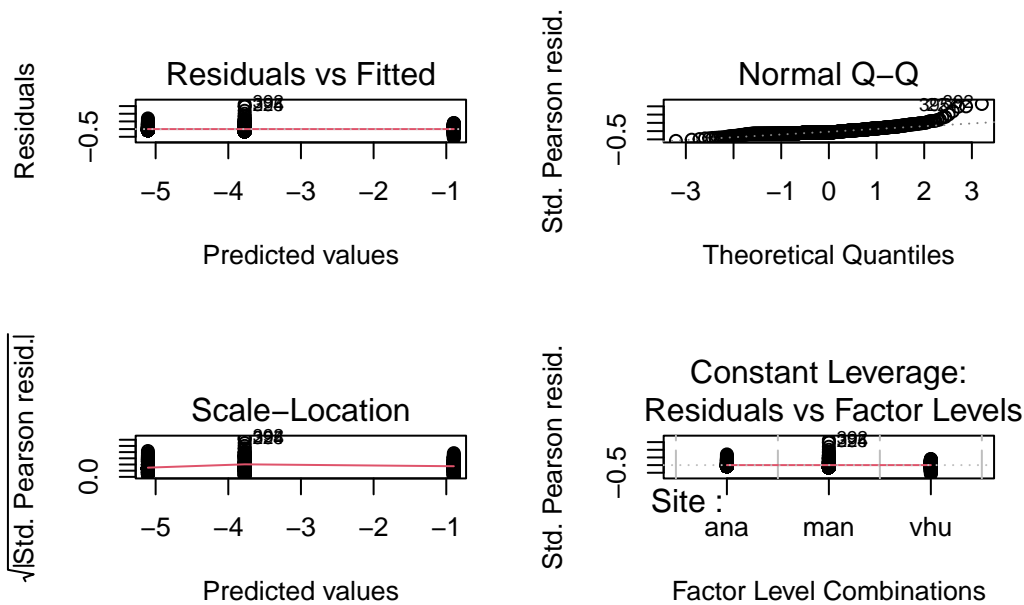 Residuals vs Fitted
Residuals
−0.5
−5 −4 −3 −2 −1
Predicted values
Normal Q−Q
Std. Pearson resid.
−0.5
−3 −1 0 1 2 3
Theoretical Quantiles
Scale−Location
√|Std. Pearson resid.|
0.0
−5 −4 −3 −2 −1
Predicted values
Constant Leverage:
Residuals vs Factor Levels
Std. Pearson resid.
−0.5
Site :
ana man vhu
Factor Level Combinations